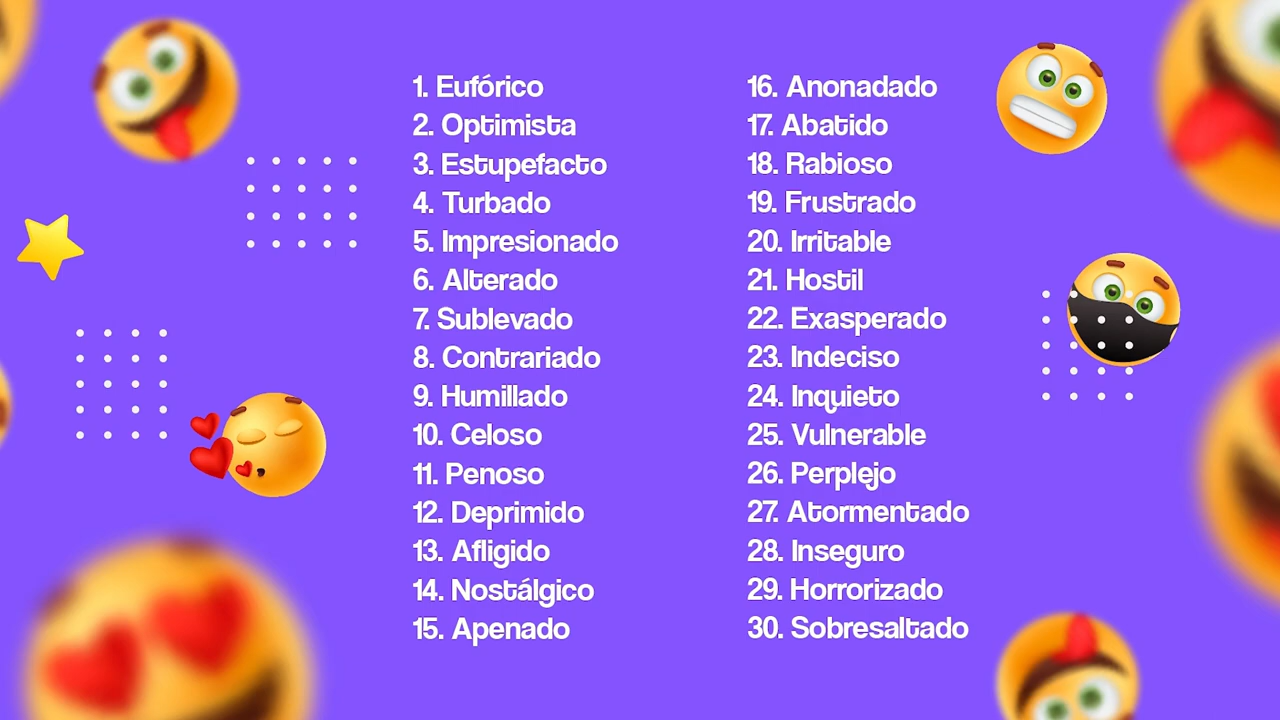 1. Eufórico
2. Optimista
3. Estupefacto
4. Turbado
5. Impresionado
6. Alterado
7. Sublevado
8. Contrariado
9. Humillado
10. Celoso
11. Penoso
12. Deprimido
13. Afligido
14. Nostálgico
15. Apenado
16. Anonadado
17. Abatido
18. Rabioso
19. Frustrado
20. Irritable
21. Hostil
22. Exasperado
23. Indeciso
24. Inquieto
25. Vulnerable
26. Perplejo
27. Atormentado
28. Inseguro
29. Horrorizado
30. Sobresaltado